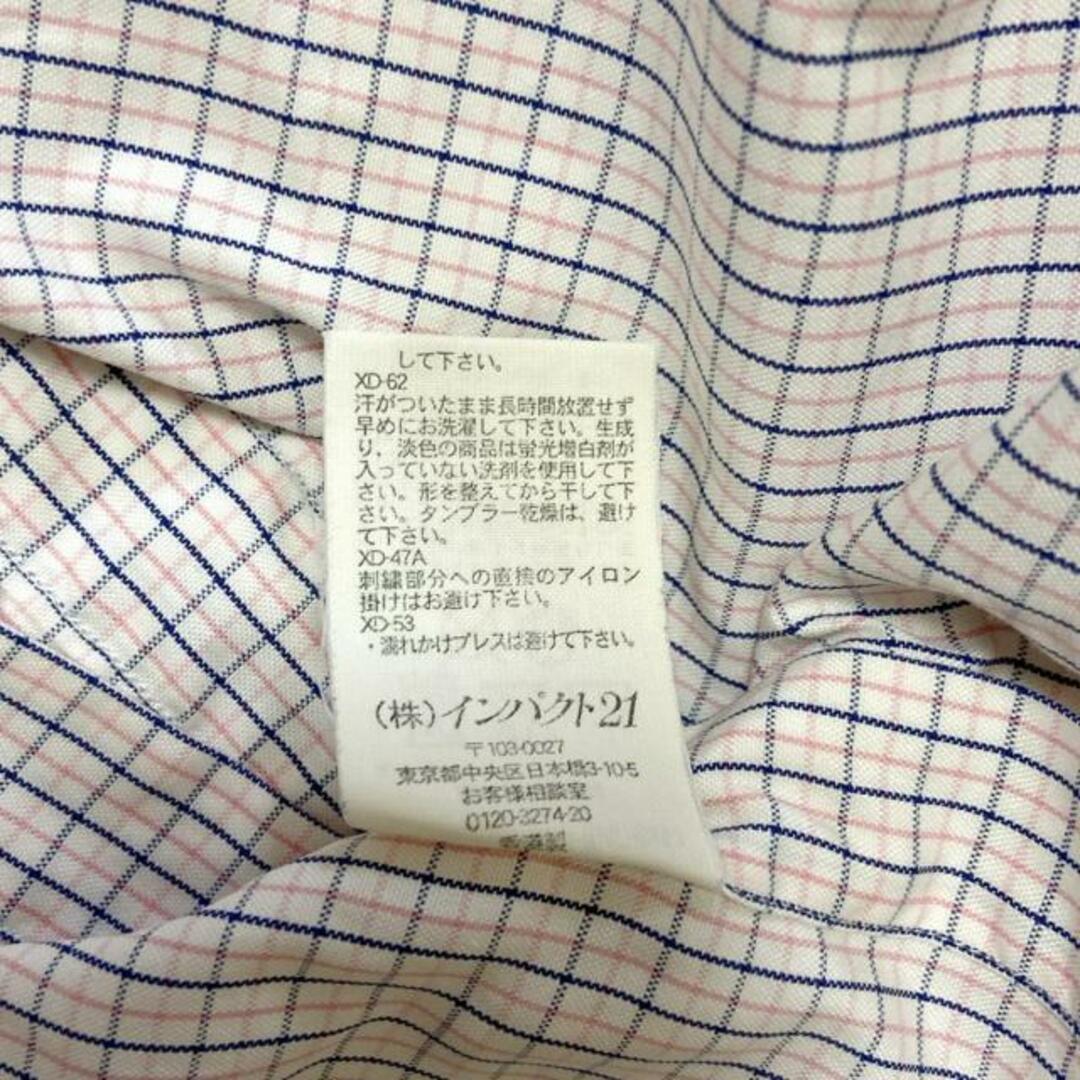 して下さい。
XD-62
汗がついたまま長時間放置せず
早めにお洗濯して下さい。生成
り、淡色の商品は蛍光増白剤が
入っていない洗剤を使用して下
さい。形を整えてから干して下
さい。タンブラー乾燥は、避け
て下さい。
XD-47A
刺繍部分への直接のアイロン
掛けはお避け下さい。
XD-53
・濡れかけプレスは避けて下さい。
(株)インパクト21
〒103-0027
東京都中央区日本橋3-10-5
お客様相談室
0120-3274-20
香港製